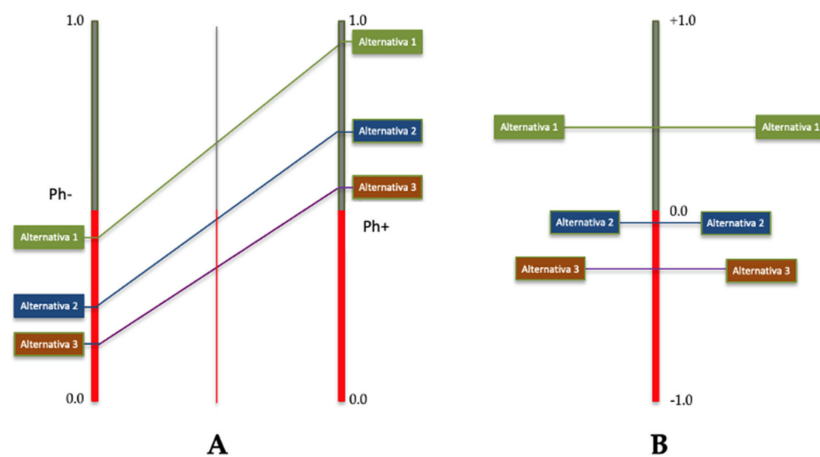 1.0
1.0
+1.0
Alternativa 1
Alternativa 1
Alternativa 1
Alternativa 2
Ph-
Alternativa 3
0.0
Ph+
Alternativa 2
Alternativa 2
Alternativa 1
Alternativa 3
Alternativa 3
Alternativa 2
Alternativa 3
0.0
0.0
-1.0
A
B